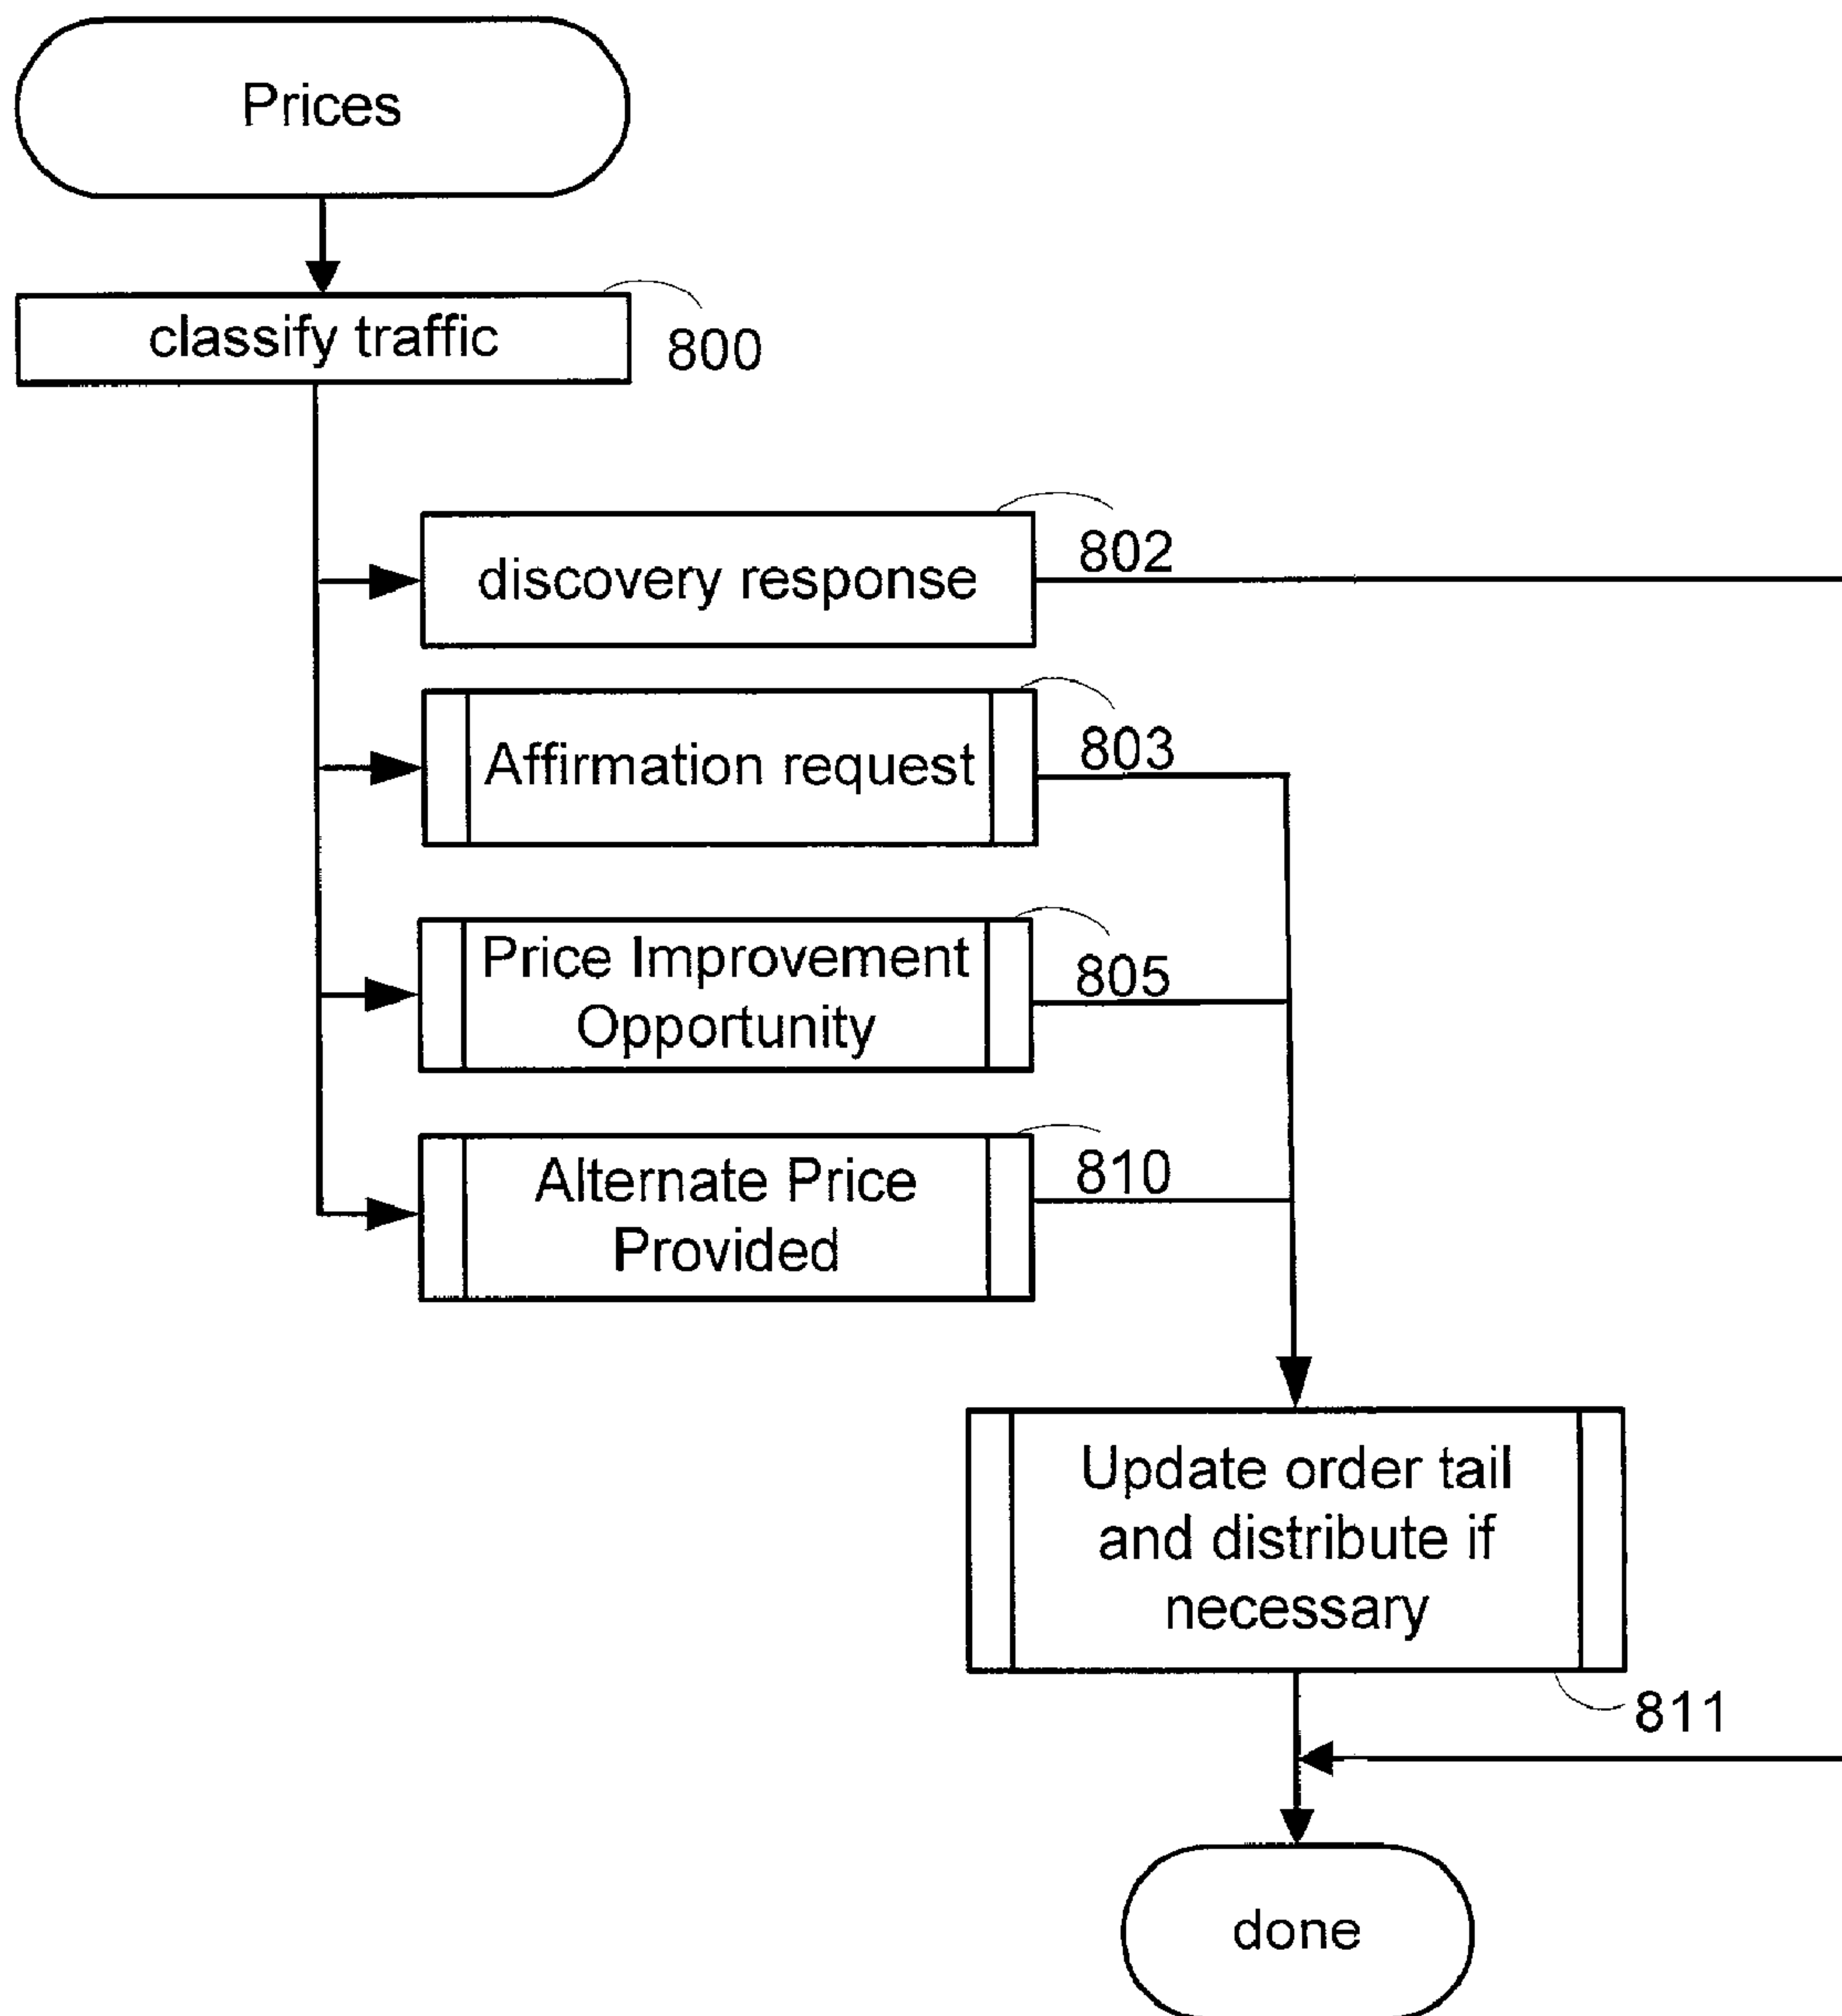 Prices
classify traffic
800
discovery response
802
Affirmation request
803
Price Improvement
Opportunity
805
Alternate Price
Provided
810
Update order tail
and distribute if
necessary
811
done